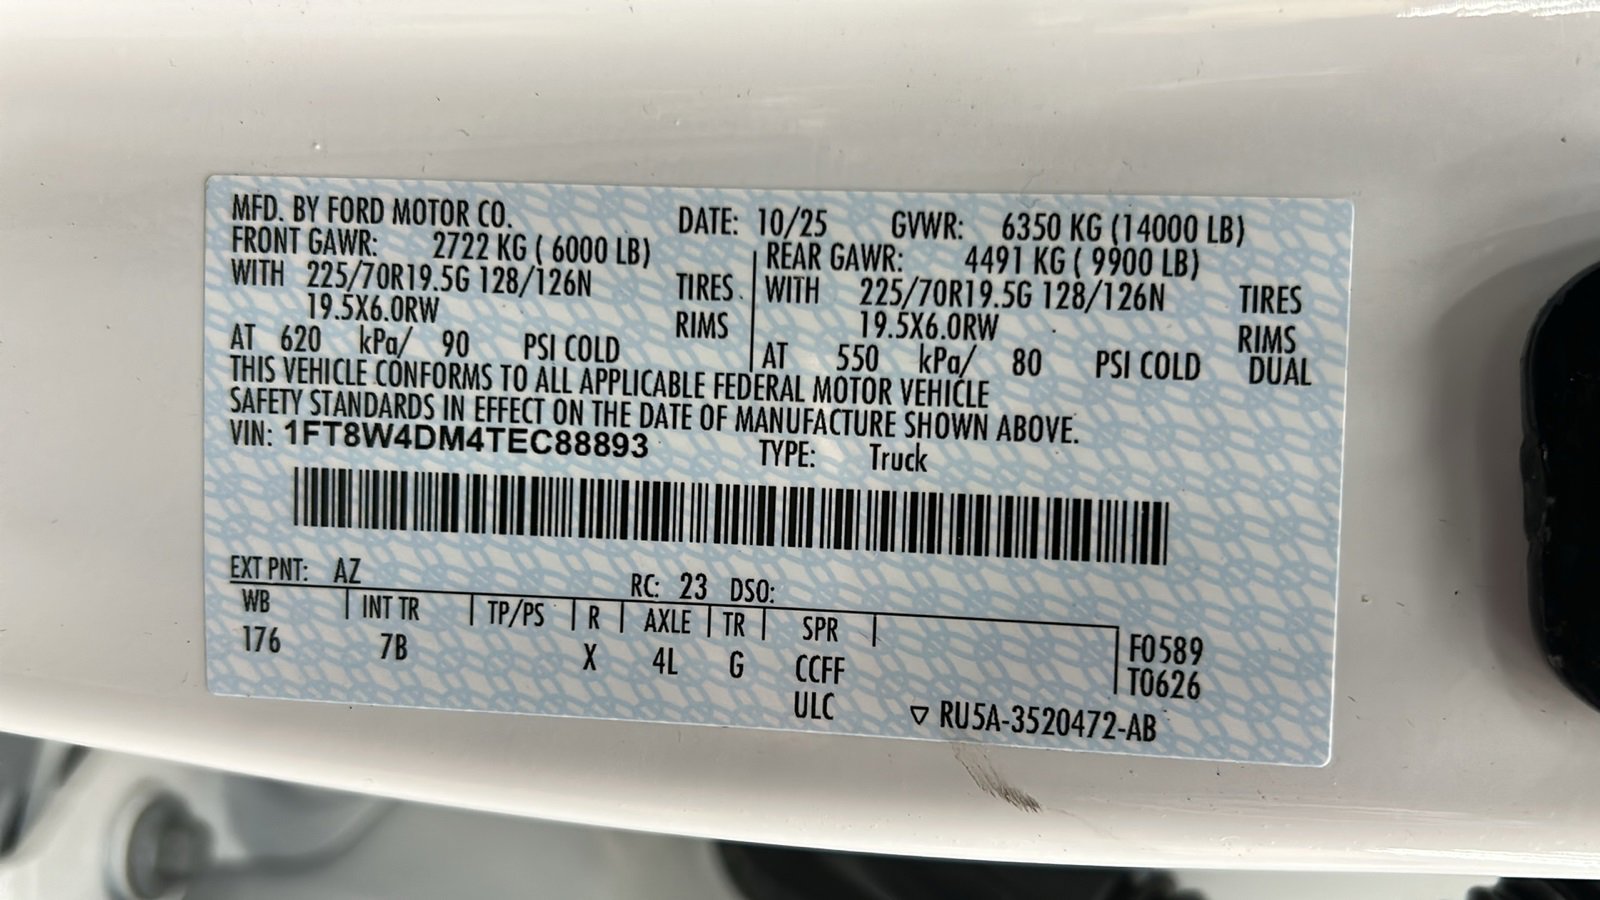 MFD. BY FORD MOTOR CO. DATE: 10/25 GVWR: 6350 KG (14000 LB)
FRONT GAWR: 2722 KG ( 6000 LB) REAR GAWR: 4491 KG ( 9900 LB)
WITH 225/70R19.5G 128/126N TIRES WITH 225/70R19.5G 128/126N TIRES
19.5X6.0RW RIMS 19.5X6.0RW RIMS
AT 620 kPa/ 90 PSI COLD AT 550 kPa/ 80 PSI COLD DUAL
THIS VEHICLE CONFORMS TO ALL APPLICABLE FEDERAL MOTOR VEHICLE
SAFETY STANDARDS IN EFFECT ON THE DATE OF MANUFACTURE SHOWN ABOVE.
VIN: 1FT8W4DM4TEC88893 TYPE: Truck
EXT PNT: AZ RC: 23 DSO:
WB INT TR TP/PS R AXLE TR SPR F0589
176 7B X 4L G CCFF T0626
ULC ▽ RU5A-3520472-AB